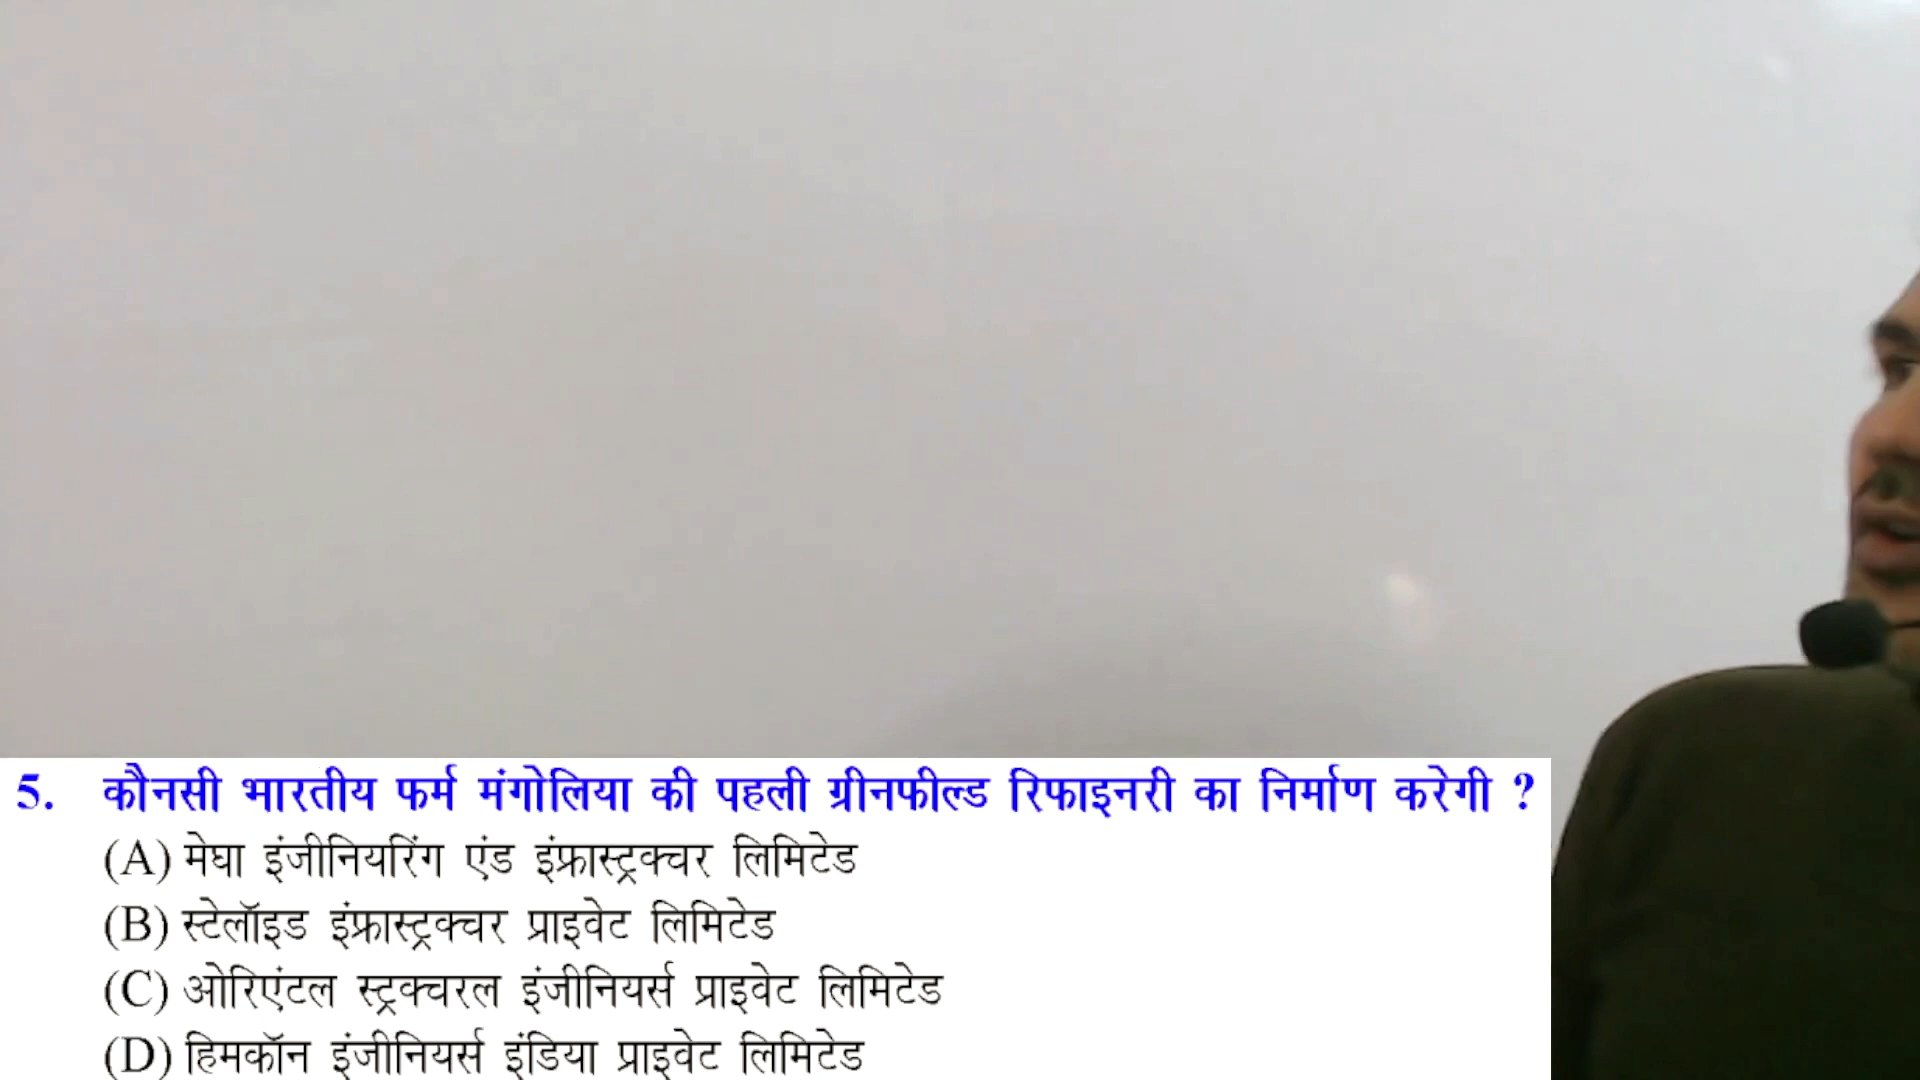 5. कौनसी भारतीय फर्म मंगोलिया की पहली ग्रीनफील्ड रिफाइनरी का निर्माण करेगी ?
(A) मेघा इंजीनियरिंग एंड इंफ्रास्ट्रक्चर लिमिटेड
(B) स्टेलॉइड इंफ्रास्ट्रक्चर प्राइवेट लिमिटेड
(C) ओरिएंटल स्ट्रक्चरल इंजीनियर्स प्राइवेट लिमिटेड
(D) हिमकॉन इंजीनियर्स इंडिया प्राइवेट लिमिटेड